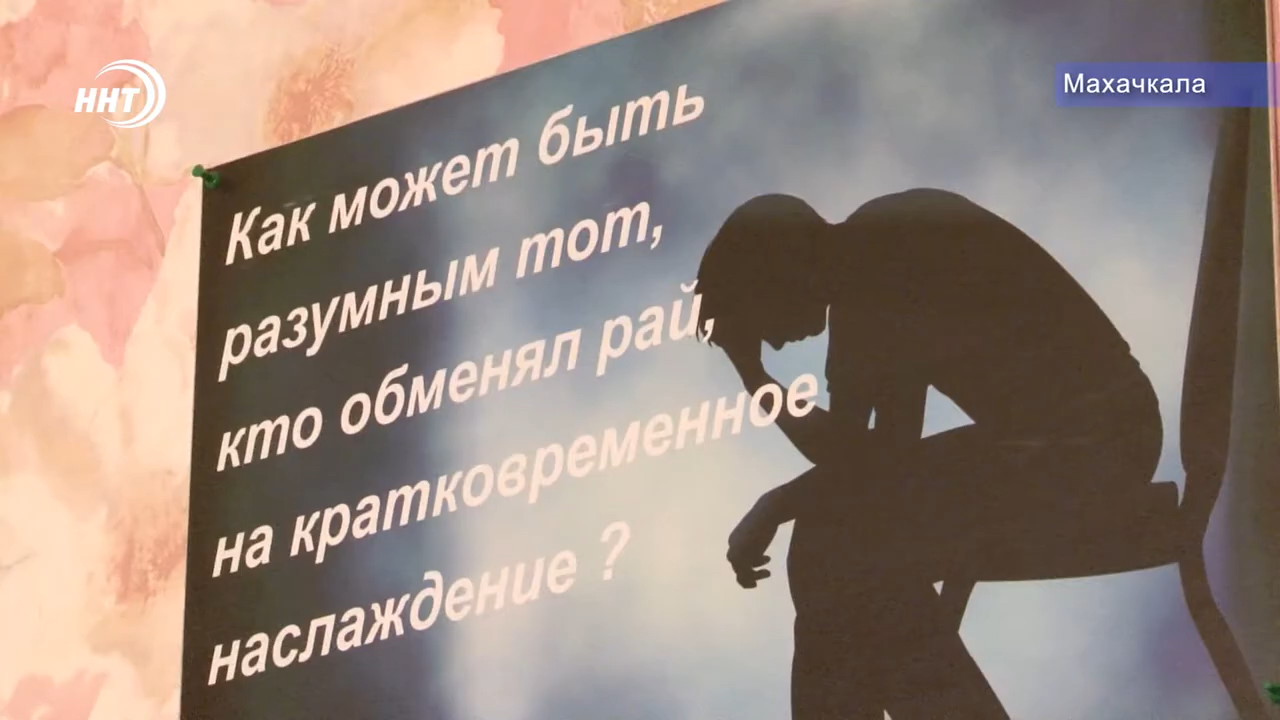 ННТ
Махачкала
Как может быть
разумным тот,
кто обменял рай,
на кратковременное
наслаждение ?